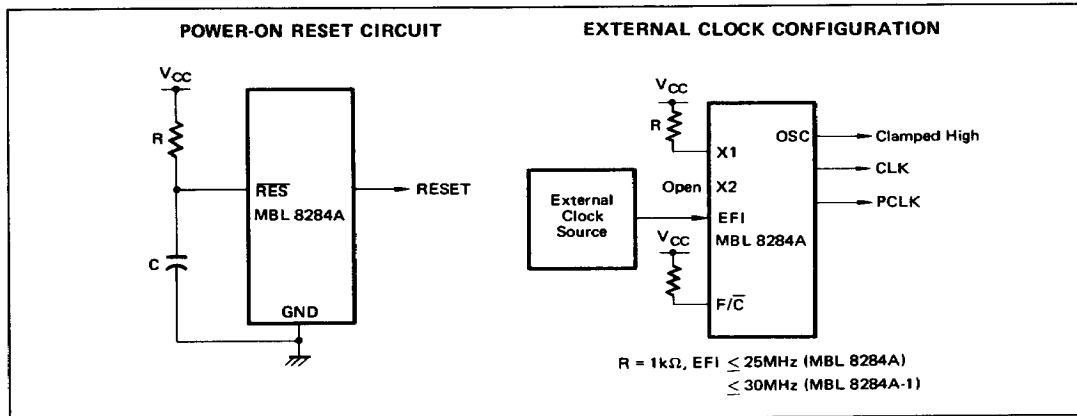 POWER-ON RESET CIRCUIT
VCC
R
RES
MBL 8284A
RESET
C
GND
EXTERNAL CLOCK CONFIGURATION
VCC
R
X1
OSC
Clamped High
Open
X2
CLK
External
Clock
Source
EFI
PCLK
MBL 8284A
VCC
F/C̅
R = 1kΩ, EFI ≤ 25MHz (MBL 8284A)
≤ 30MHz (MBL 8284A-1)